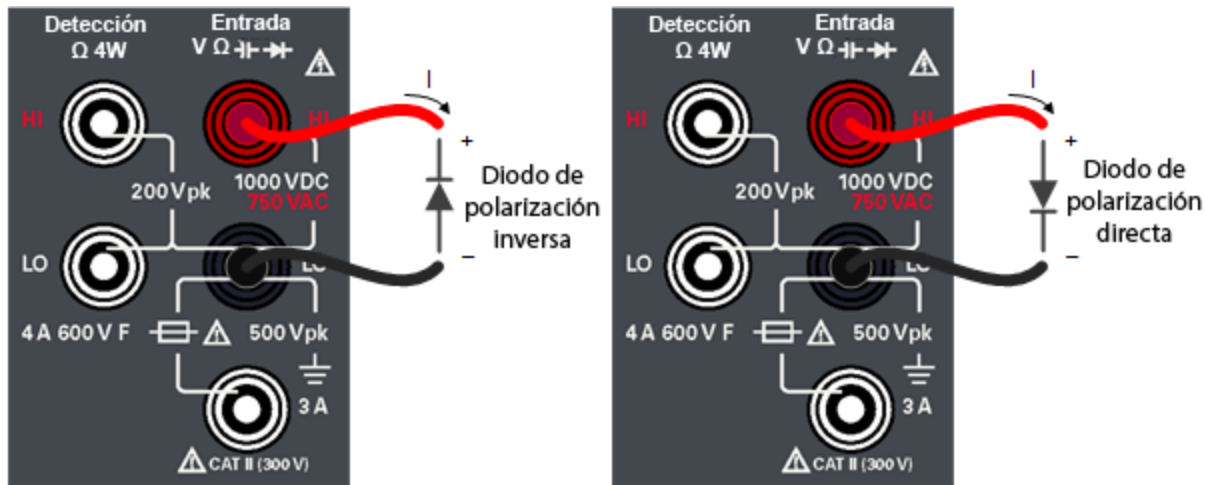 Detección
Ω 4W
Entrada
V Ω
HI
HI
200 Vpk
1000 VDC
750 VAC
LO
LO
4 A 600 V F
500 Vpk
3 A
CAT II (300 V)
I
+
Diodo de
polarización
inversa
−
Detección
Ω 4W
Entrada
V Ω
HI
HI
200 Vpk
1000 VDC
750 VAC
LO
LO
4 A 600 V F
500 Vpk
3 A
CAT II (300 V)
I
+
Diodo de
polarización
directa
−